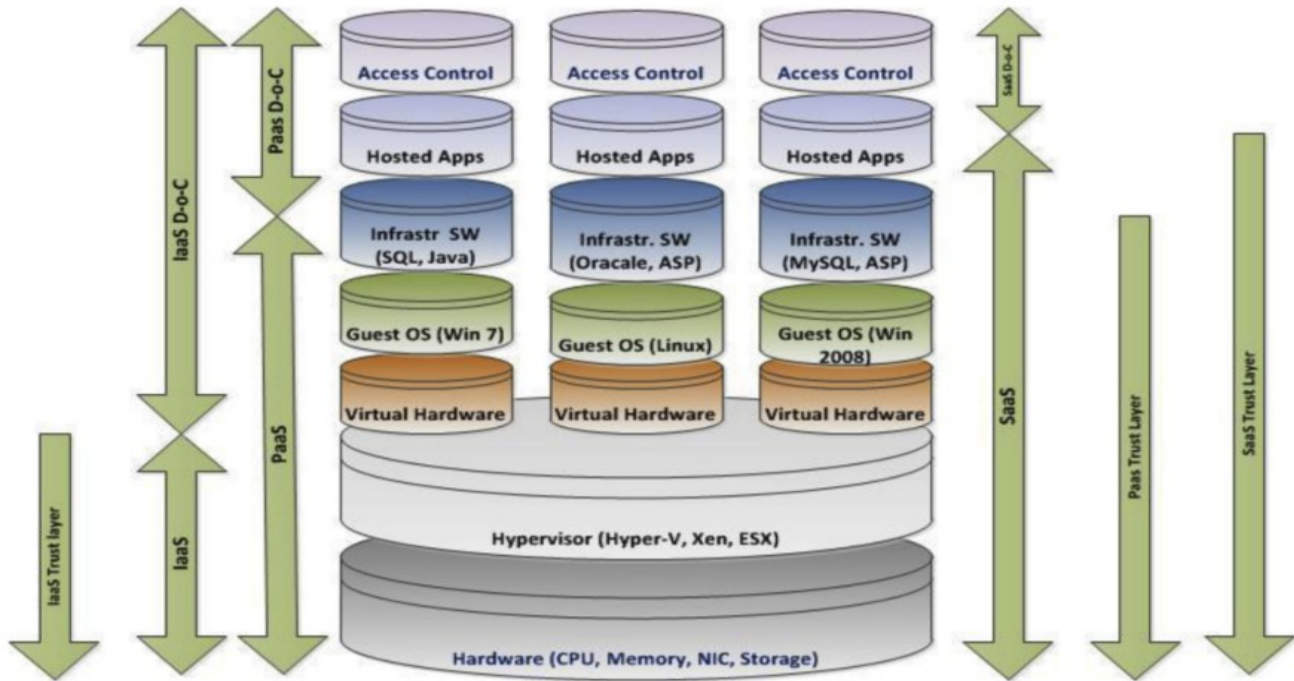 Access Control
Access Control
Access Control
Hosted Apps
Hosted Apps
Hosted Apps
Infrastr SW
(SQL, Java)
Infrastr. SW
(Oracale, ASP)
Infrastr. SW
(MySQL, ASP)
Guest OS (Win 7)
Guest OS (Linux)
Guest OS (Win
2008)
Virtual Hardware
Virtual Hardware
Virtual Hardware
Hypervisor (Hyper-V, Xen, ESX)
Hardware (CPU, Memory, NIC, Storage)
IaaS Trust layer
IaaS D-o-C
IaaS
Paas D-o-C
PaaS
SaaS D-o-C
SaaS
Paas Trust Layer
SaaS Trust Layer